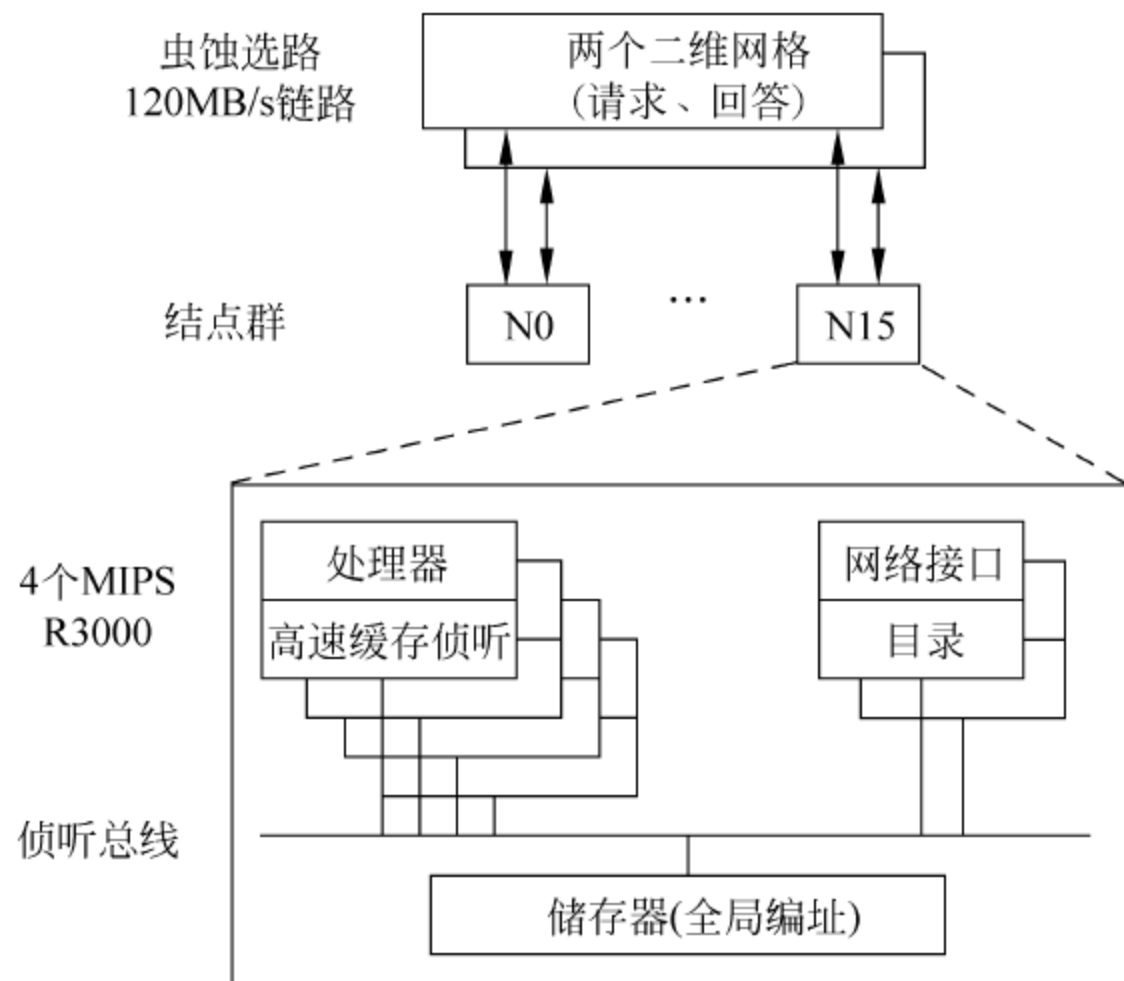 虫蚀选路
120MB/s链路
两个二维网格
(请求、回答)
结点群
N0
...
N15
4个MIPS
R3000
处理器
高速缓存侦听
网络接口
目录
侦听总线
储存器(全局编址)